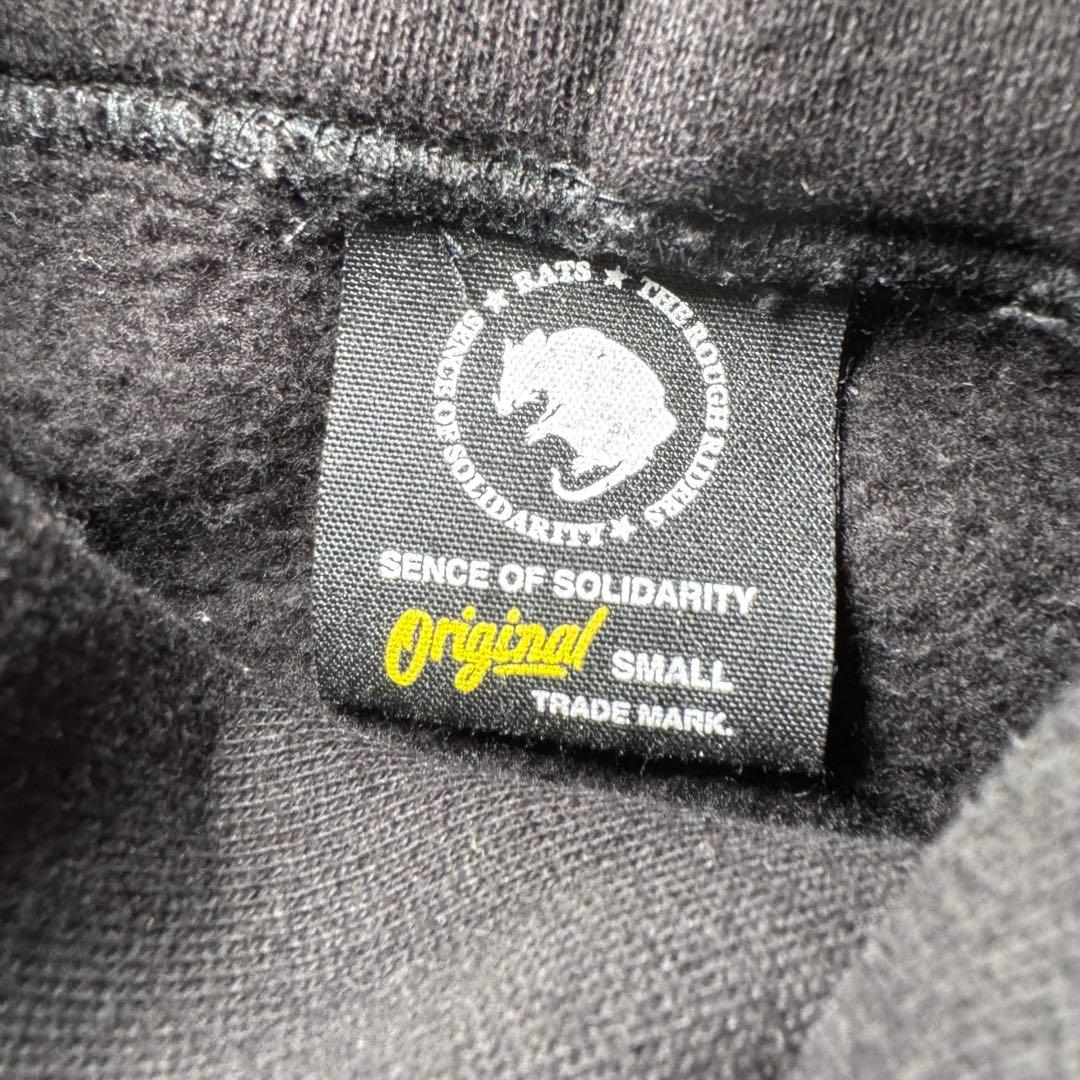 ★ RATS ★ THE ROUGH RIDERS ★ SENCE OF SOLIDARITY
SENCE OF SOLIDARITY
Original SMALL
TRADE MARK.